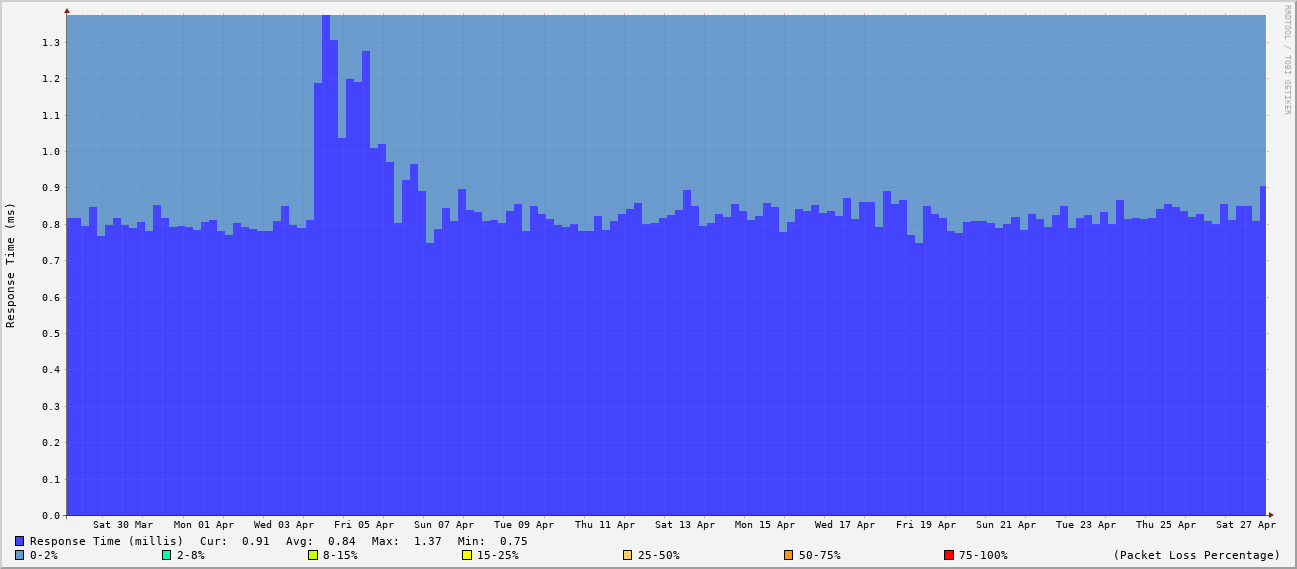 RRDTOOL / TOBI OETIKER
Response Time (ms)
1.3
1.2
1.1
1.0
0.9
0.8
0.7
0.6
0.5
0.4
0.3
0.2
0.1
0.0
Sat 30 Mar Mon 01 Apr Wed 03 Apr Fri 05 Apr Sun 07 Apr Tue 09 Apr Thu 11 Apr Sat 13 Apr Mon 15 Apr Wed 17 Apr Fri 19 Apr Sun 21 Apr Tue 23 Apr Thu 25 Apr Sat 27 Apr
Response Time (millis) Cur: 0.91 Avg: 0.84 Max: 1.37 Min: 0.75
0-2% 2-8% 8-15% 15-25% 25-50% 50-75% 75-100% (Packet Loss Percentage)